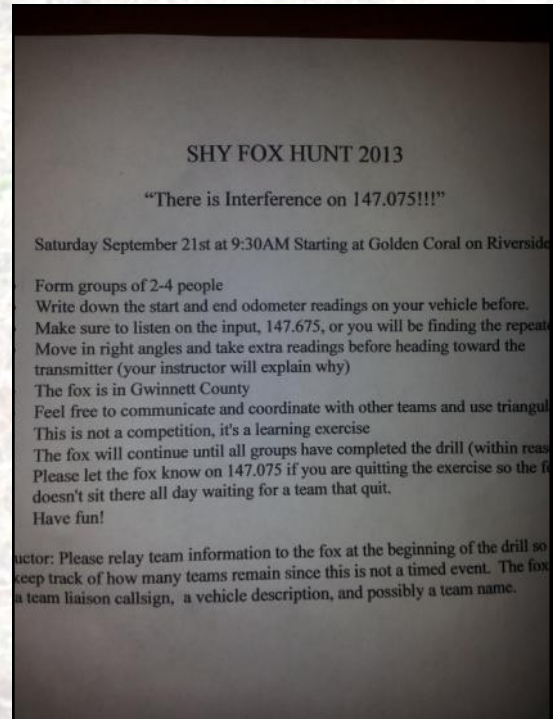 SHY FOX HUNT 2013
“There is Interference on 147.075!!!”
Saturday September 21st at 9:30AM Starting at Golden Coral on Riverside
Form groups of 2-4 people
Write down the start and end odometer readings on your vehicle before.
Make sure to listen on the input, 147.675, or you will be finding the
Move in right angles and take extra readings before heading toward the
transmitter (your instructor will explain why)
The fox is in Gwinnett County
Feel free to communicate and coordinate with other teams and use
This is not a competition, it's a learning exercise
The fox will continue until all groups have completed the drill (within
Please let the fox know on 147.075 if you are quitting the exercise so the
doesn't sit there all day waiting for a team that quit.
Have fun!
Please relay team information to the fox at the beginning of the drill so
keep track of how many teams remain since this is not a timed event. The fox
a team liaison callsign, a vehicle description, and possibly a team name.